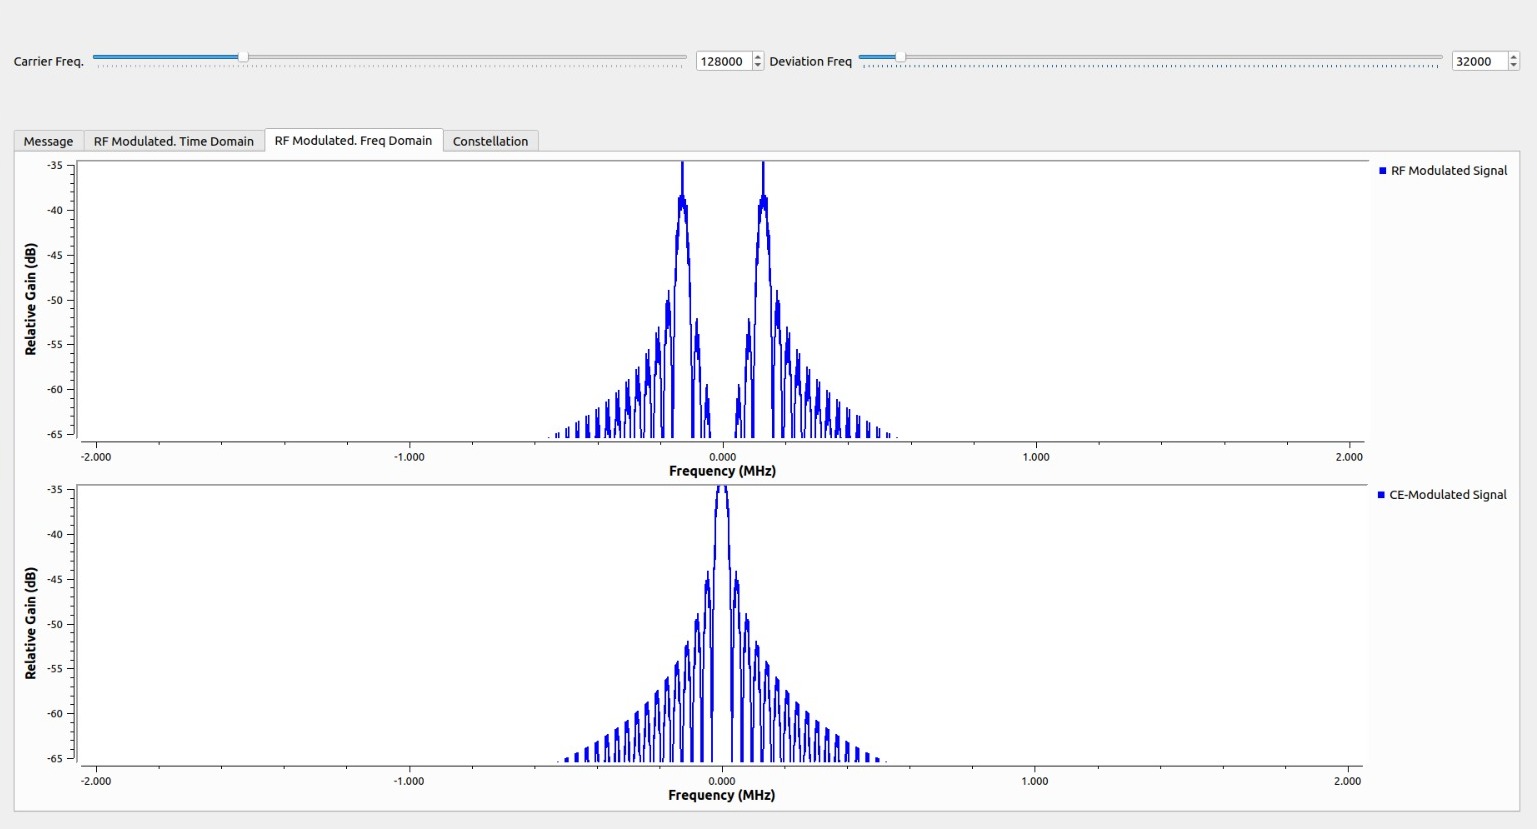 Carrier Freq. 128000 Deviation Freq 32000
Message RF Modulated. Time Domain RF Modulated. Freq Domain Constellation
-35
-40
-45
-50
-55
-60
-65
Relative Gain (dB)
RF Modulated Signal
-2.000 -1.000 0.000 1.000 2.000
Frequency (MHz)
-35
-40
-45
-50
-55
-60
-65
Relative Gain (dB)
CE-Modulated Signal
-2.000 -1.000 0.000 1.000 2.000
Frequency (MHz)